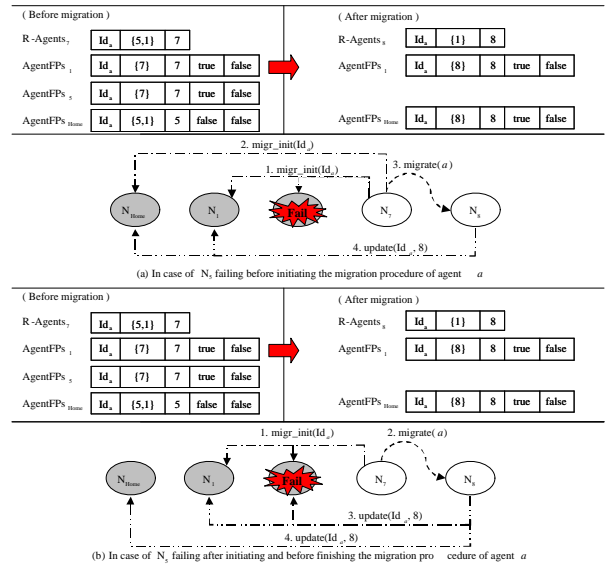 ( Before migration)
( After migration)
R-Agents 7 Id a {5,1} 7
R-Agents 8 Id a {1} 8
AgentFPs 1 Id a {7} 7 true false
AgentFPs 1 Id a {8} 8 true false
AgentFPs 5 Id a {7} 7 true false
AgentFPs Home Id a {5,1} 5 false false
AgentFPs Home Id a {8} 8 true false
2. migr_init(Id a)
1. migr_init(Id a)
3. migrate(a)
N Home
N 1
Fail
N 7
N 8
4. update(Id a, 8)
(a) In case of N 5 failing before initiating the migration procedure of agent a
( Before migration)
( After migration)
R-Agents 7 Id a {5,1} 7
R-Agents 8 Id a {1} 8
AgentFPs 1 Id a {7} 7 true false
AgentFPs 1 Id a {8} 8 true false
AgentFPs 5 Id a {7} 7 true false
AgentFPs Home Id a {5,1} 5 false false
AgentFPs Home Id a {8} 8 true false
1. migr_init(Id a)
2. migrate(a)
N Home
N 1
Fail
N 7
N 8
3. update(Id a, 8)
4. update(Id a, 8)
(b) In case of N 5 failing after initiating and before finishing the migration pro cedure of agent a